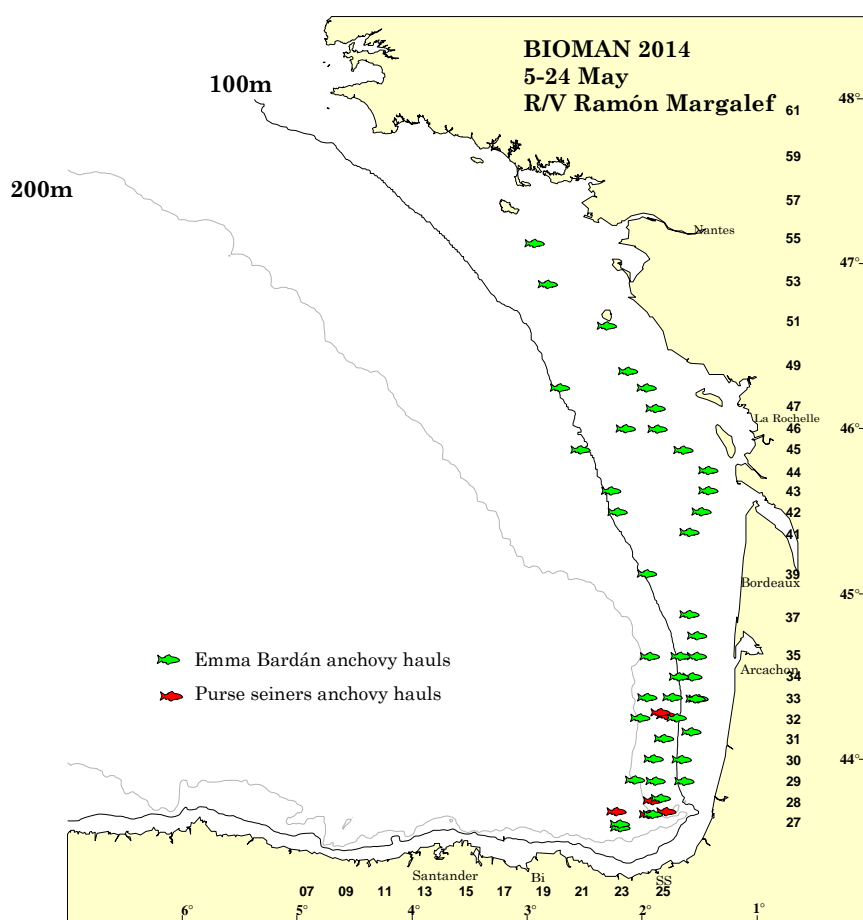 BIOMAN 2014
5-24 May
R/V Ramón Margalef
100m
200m
61
59
57
55
53
51
49
47
46
45
44
43
42
41
39
37
35
34
33
32
31
30
29
28
27
48°
47°
46°
45°
44°
Nantes
La Rochelle
Bordeaux
Arcachon
Emma Bardán anchovy hauls
Purse seiners anchovy hauls
Santander
Bi
SS
07 09 11 13 15 17 19 21 23 25
6° 5° 4° 3° 2° 1°